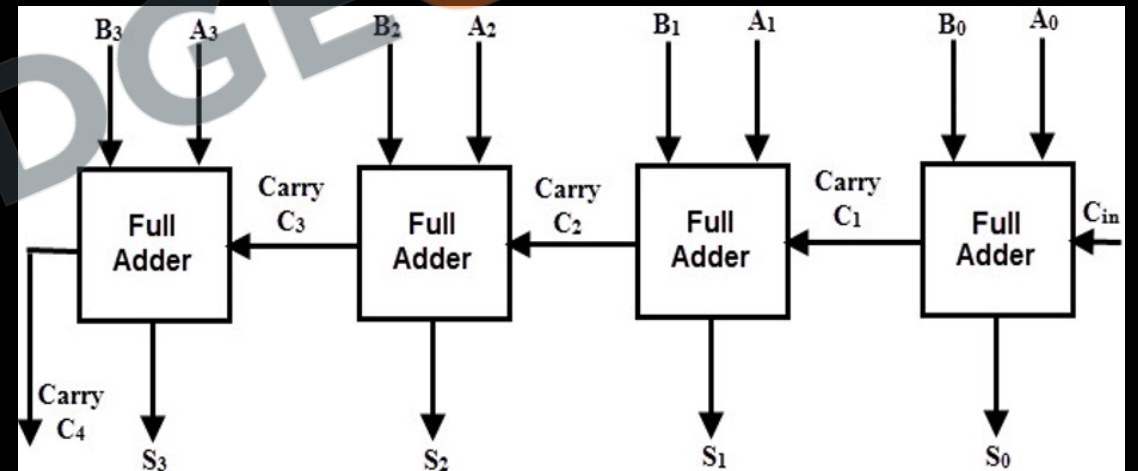 B3 A3 B2 A2 B1 A1 B0 A0
Carry
C3
Carry
C2
Carry
C1
Cin
Full
Adder
Full
Adder
Full
Adder
Full
Adder
Carry
C4
S3 S2 S1 S0